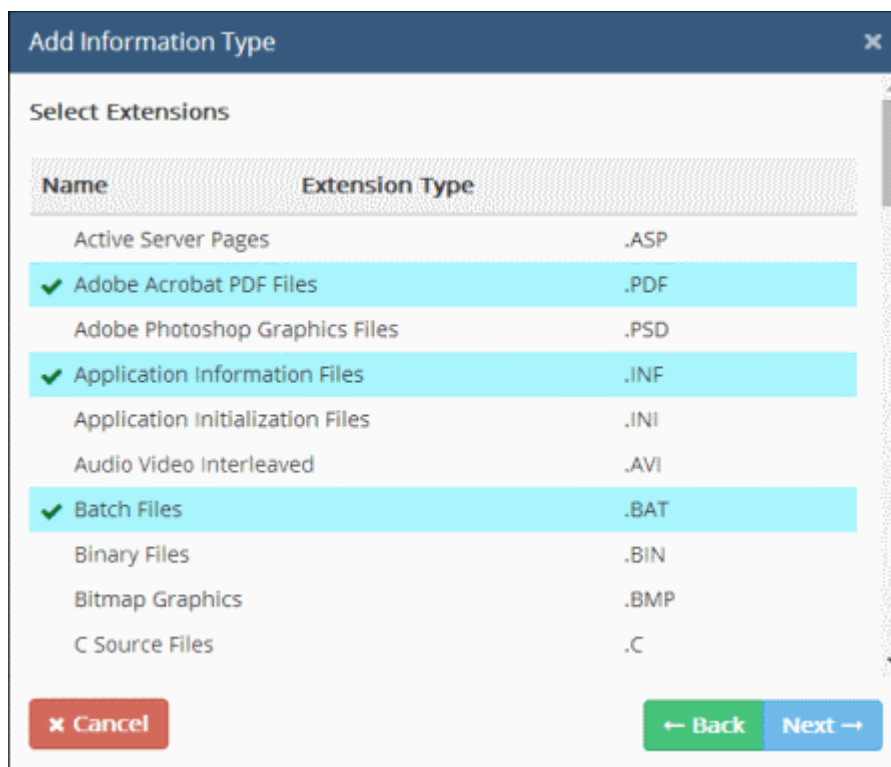 Add Information Type ×
Select Extensions
Name Extension Type
Active Server Pages .ASP
Adobe Acrobat PDF Files .PDF
Adobe Photoshop Graphics Files .PSD
Application Information Files .INF
Application Initialization Files .INI
Audio Video Interleaved .AVI
Batch Files .BAT
Binary Files .BIN
Bitmap Graphics .BMP
C Source Files .C
× Cancel ← Back Next →